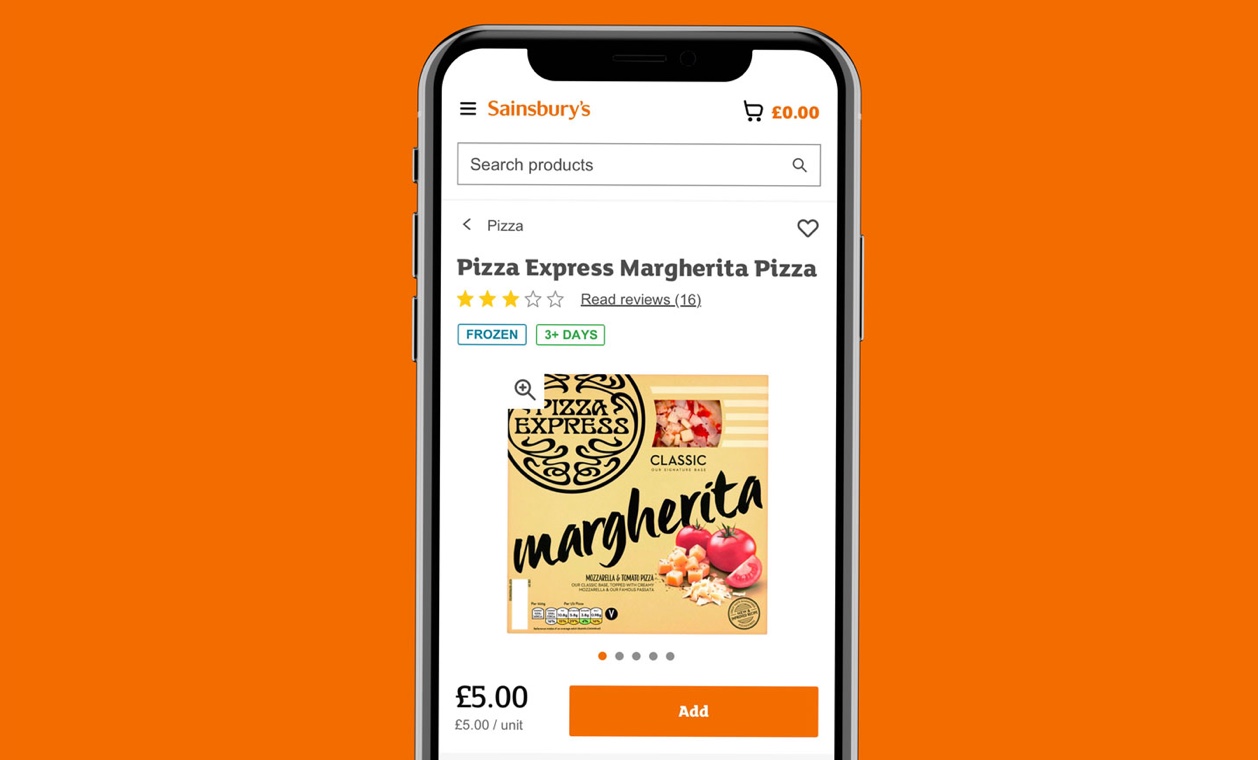 Sainsbury's
£0.00
Search products
Pizza
Pizza Express Margherita Pizza
Read reviews (16)
FROZEN
3+ DAYS
PIZZA
EXPRESS
CLASSIC
OUR SIGNATURE BASE
margherita
MOZZARELLA & TOMATO PIZZA
OUR CLASSIC BASE, TOPPED WITH CREAMY
MOZZARELLA & OUR FAMOUS PASSATA
V
£5.00
£5.00 / unit
Add